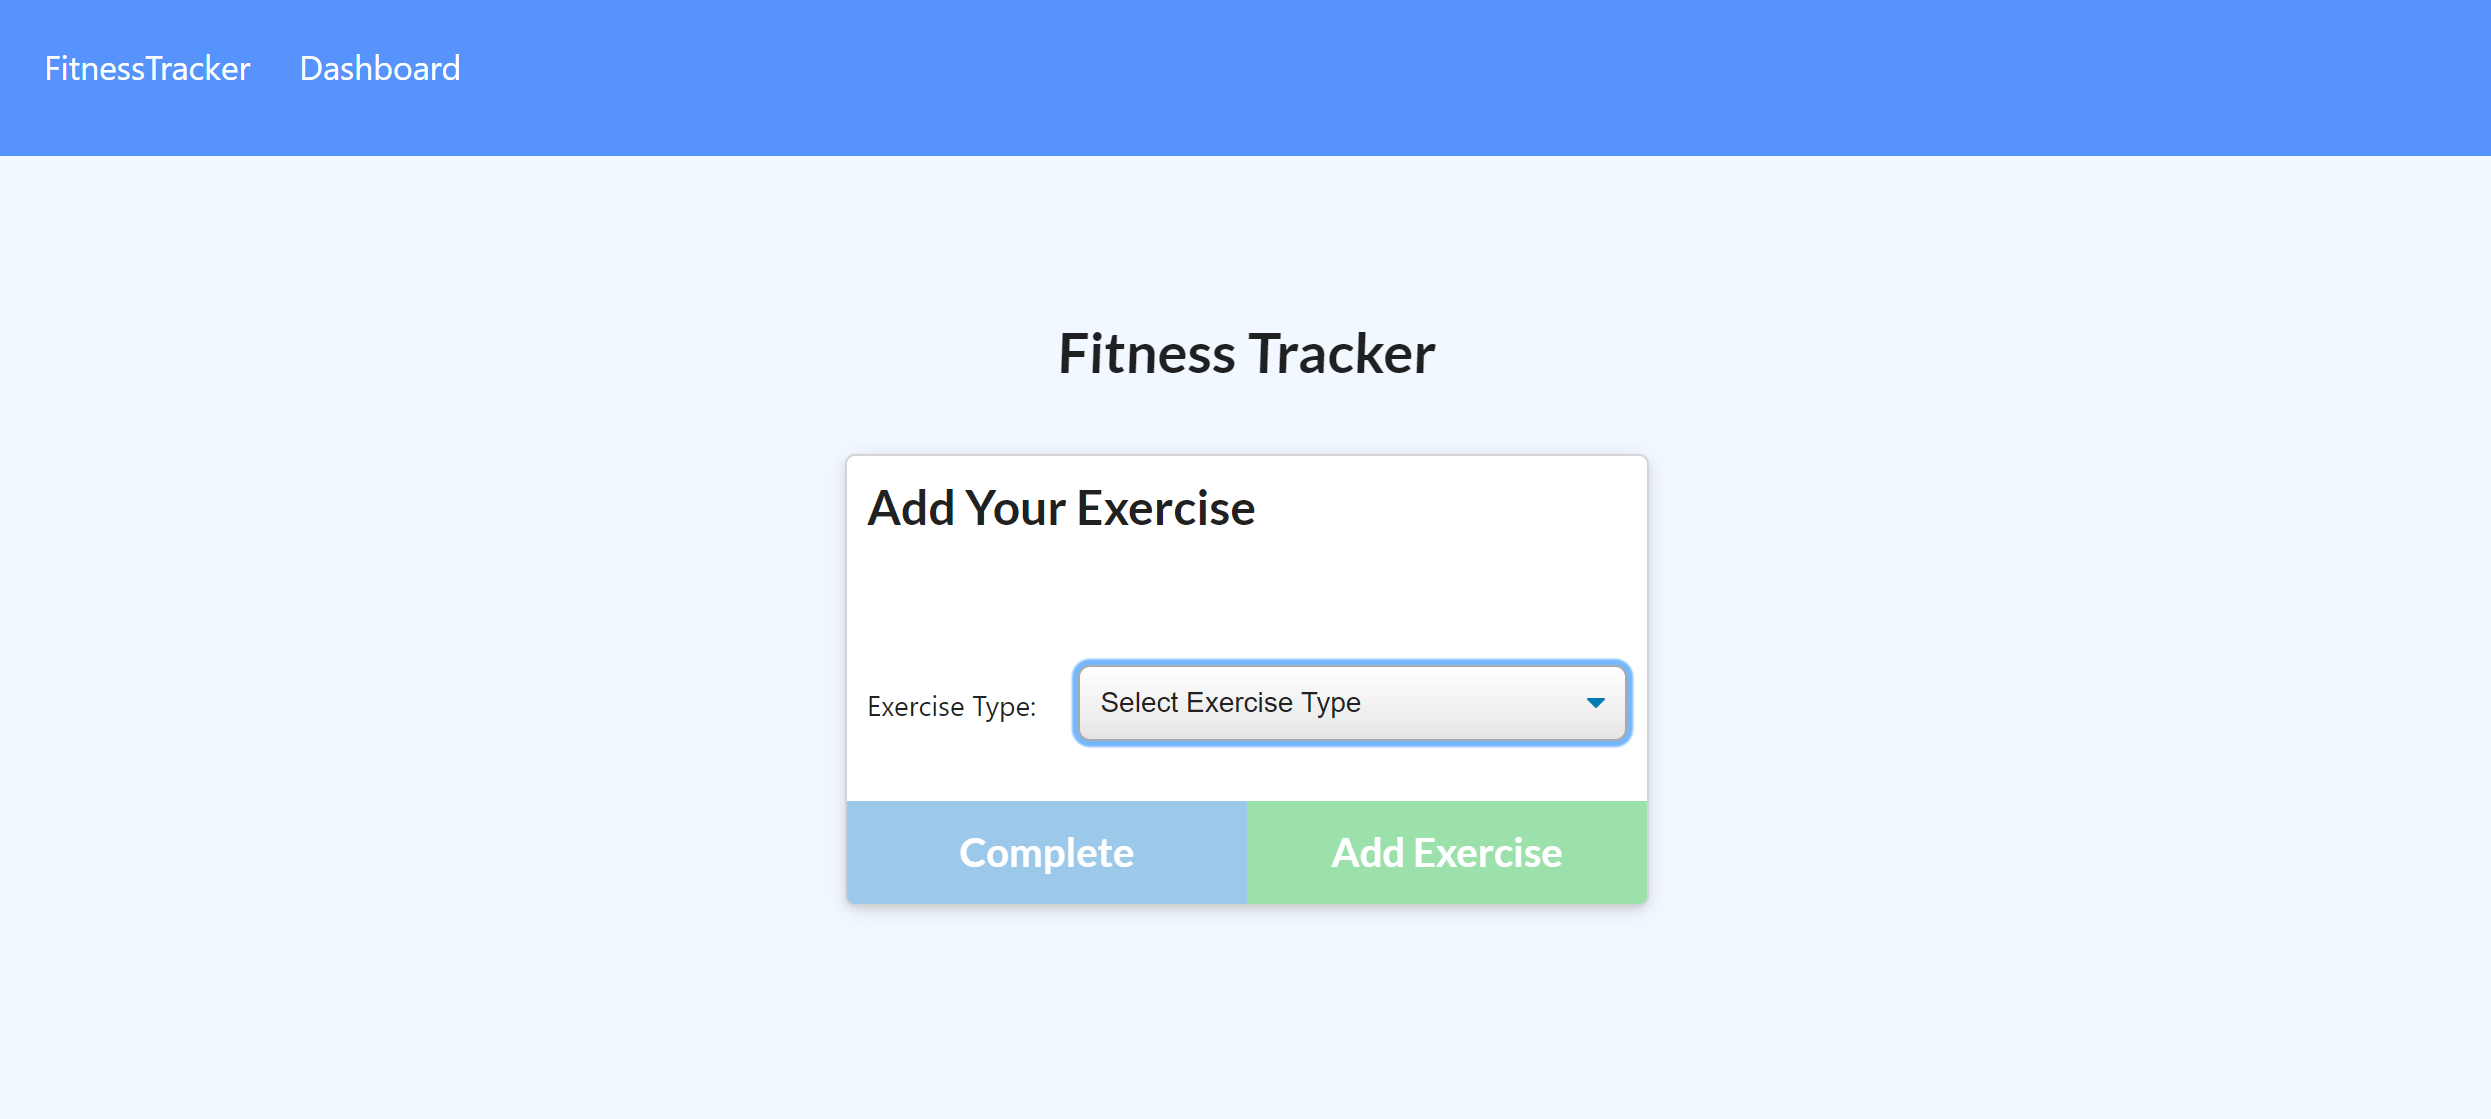 FitnessTracker Dashboard
Fitness Tracker
Add Your Exercise
Exercise Type: Select Exercise Type
Complete Add Exercise